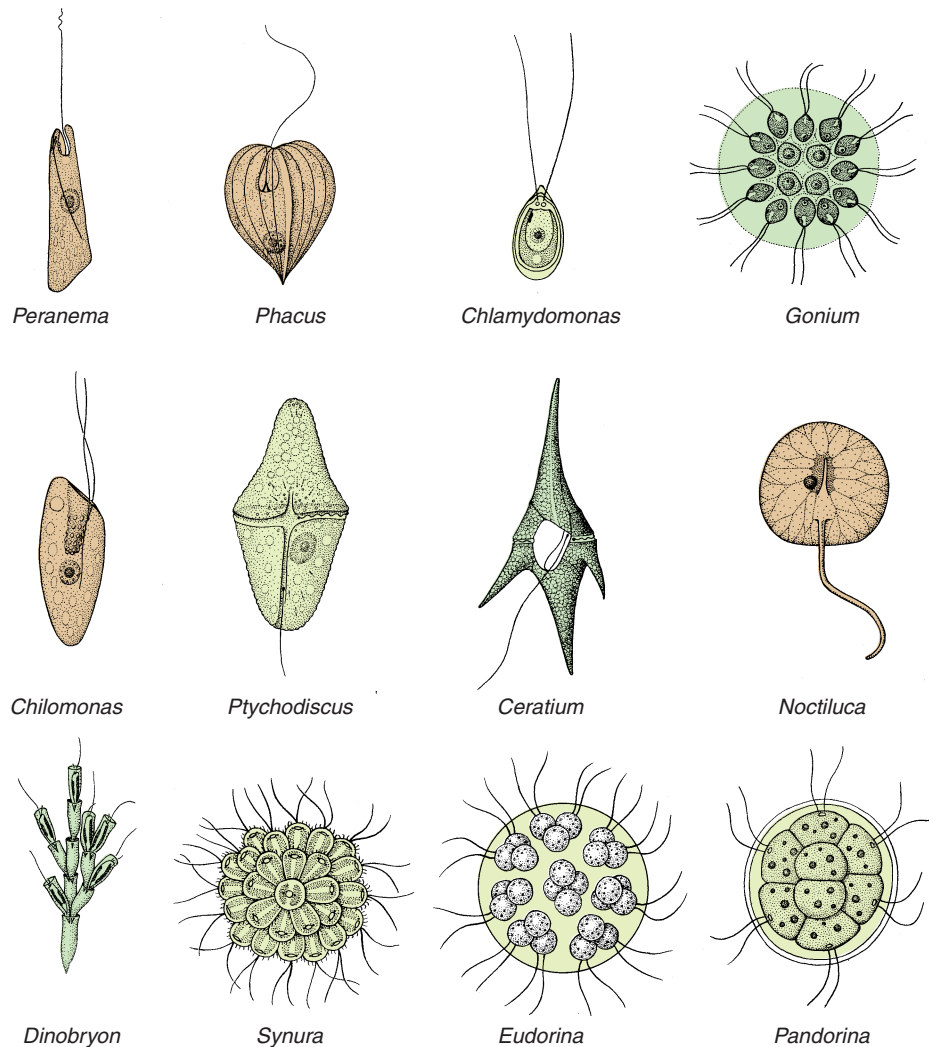 Peranema
Phacus
Chlamydomonas
Gonium
Chilomonas
Ptychodiscus
Ceratium
Noctiluca
Dinobryon
Synura
Eudorina
Pandorina